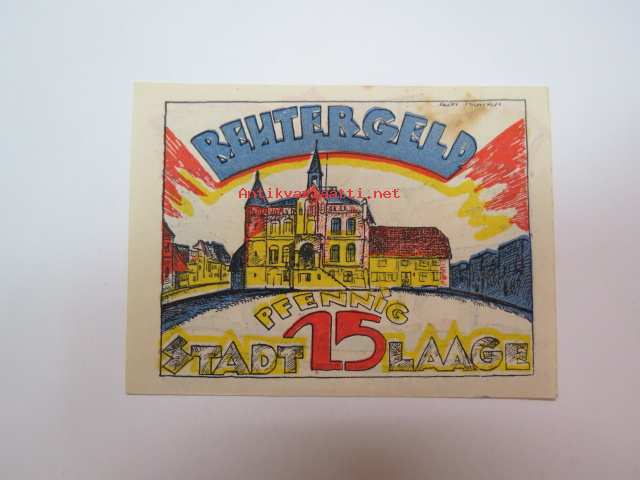 REUTERGELD
Antikvariaatti.net
PFENNIG
25
STADT LAAGE